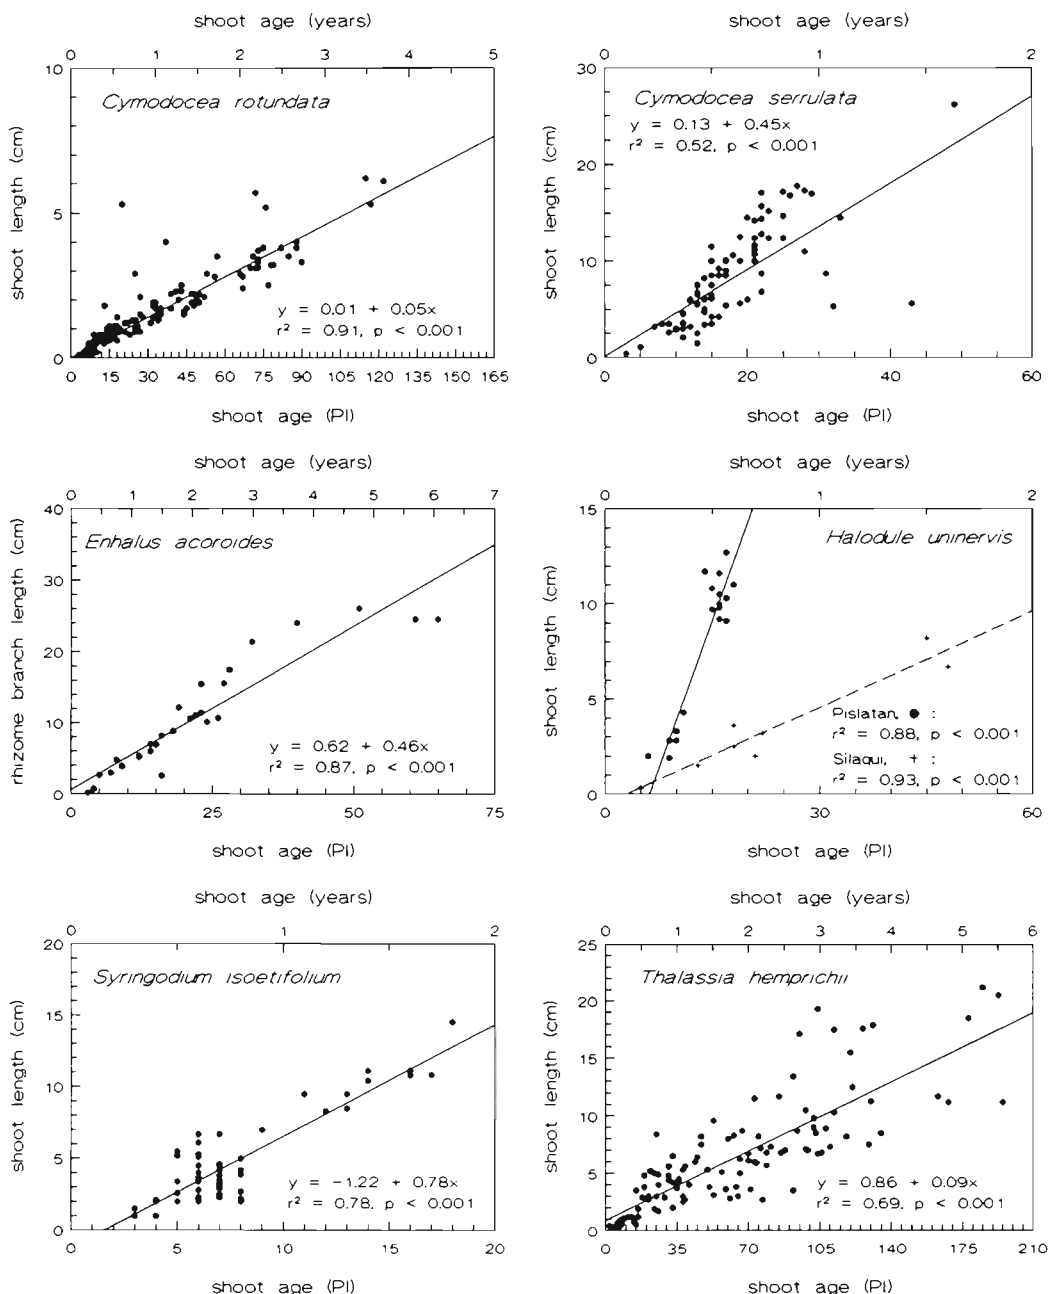 shoot age (years)
0 1 2 3 4 5
10
5
0
shoot length (cm)
Cymodocea rotundata
y = 0.01 + 0.05x
r² = 0.91, p < 0.001
0 15 30 45 60 75 90 105 120 135 150 165
shoot age (PI)
shoot age (years)
0 1 2
30
20
10
0
shoot length (cm)
Cymodocea serrulata
y = 0.13 + 0.45x
r² = 0.52, p < 0.001
0 20 40 60
shoot age (PI)
shoot age (years)
0 1 2 3 4 5 6 7
40
30
20
10
0
rhizome branch length (cm)
Enhalus acoroides
y = 0.62 + 0.46x
r² = 0.87, p < 0.001
0 25 50 75
shoot age (PI)
shoot age (years)
0 1 2
15
10
5
0
shoot length (cm)
Halodule uninervis
Pislatan, ● :
r² = 0.88, p < 0.001
Silaqui, + :
r² = 0.93, p < 0.001
0 30 60
shoot age (PI)
shoot age (years)
0 1 2
20
15
10
5
0
shoot length (cm)
Syringodium isoetifolium
y = -1.22 + 0.78x
r² = 0.78, p < 0.001
0 5 10 15 20
shoot age (PI)
shoot age (years)
0 1 2 3 4 5 6
25
20
15
10
5
0
shoot length (cm)
Thalassia hemprichii
y = 0.86 + 0.09x
r² = 0.69, p < 0.001
0 35 70 105 140 175 210
shoot age (PI)